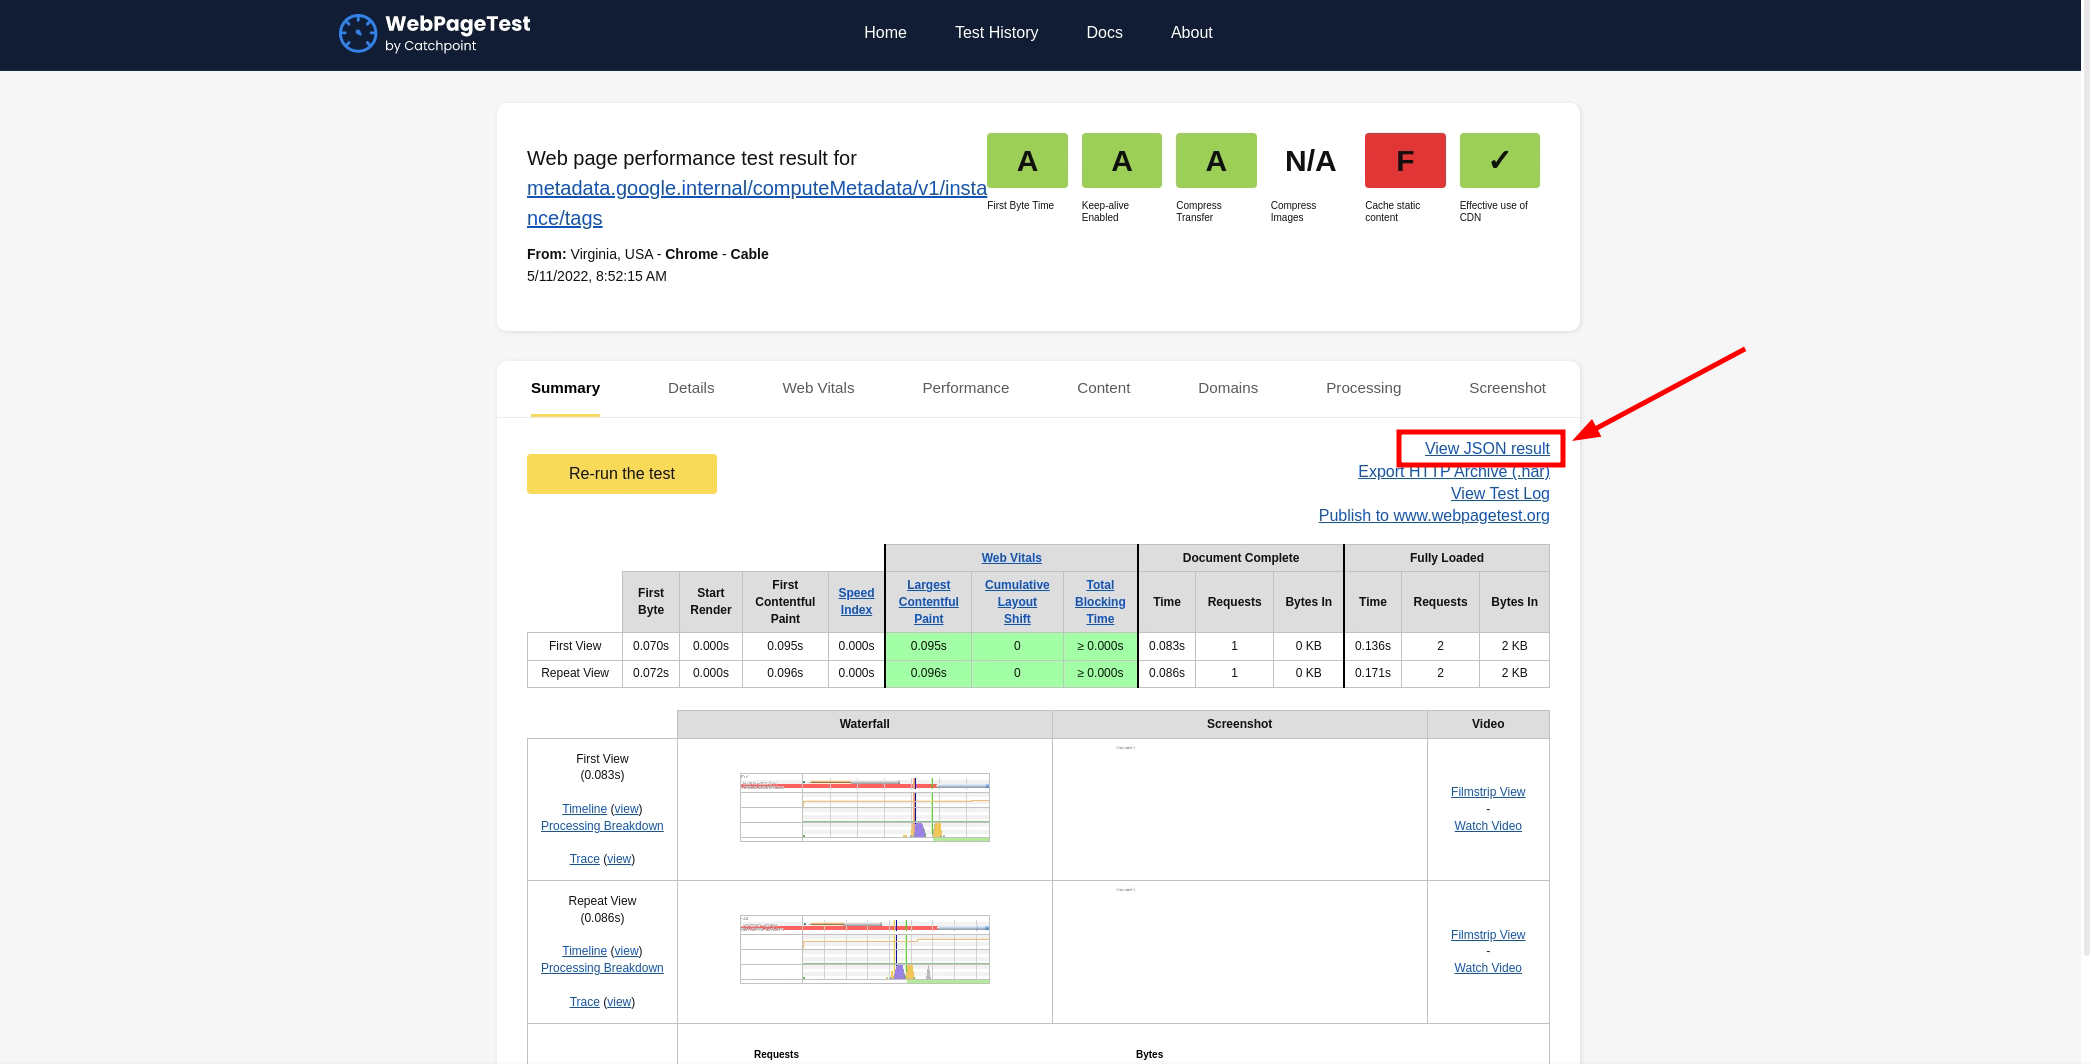 WebPageTest
by Catchpoint
Home Test History Docs About
Web page performance test result for
metadata.google.internal/computeMetadata/v1/insta
nce/tags
From: Virginia, USA - Chrome - Cable
5/11/2022, 8:52:15 AM
A A A N/A F ✓
First Byte Time Keep-alive Compress Compress Cache static Effective use of
Enabled Transfer Images content CDN
Summary Details Web Vitals Performance Content Domains Processing Screenshot
Re-run the test
View JSON result
Export HTTP Archive (.har)
View Test Log
Publish to www.webpagetest.org
Web Vitals Document Complete Fully Loaded
First Byte Start Render First Contentful Paint Speed Index Largest Contentful Paint Cumulative Layout Shift Total Blocking Time Time Requests Bytes In Time Requests Bytes In
First View 0.070s 0.000s 0.095s 0.000s 0.095s 0 ≥ 0.000s 0.083s 1 0 KB 0.136s 2 2 KB
Repeat View 0.072s 0.000s 0.096s 0.000s 0.096s 0 ≥ 0.000s 0.086s 1 0 KB 0.171s 2 2 KB
Waterfall Screenshot Video
First View
(0.083s)
Timeline (view)
Processing Breakdown
Trace (view)
Filmstrip View
-
Watch Video
Repeat View
(0.086s)
Timeline (view)
Processing Breakdown
Trace (view)
Filmstrip View
-
Watch Video
Requests Bytes